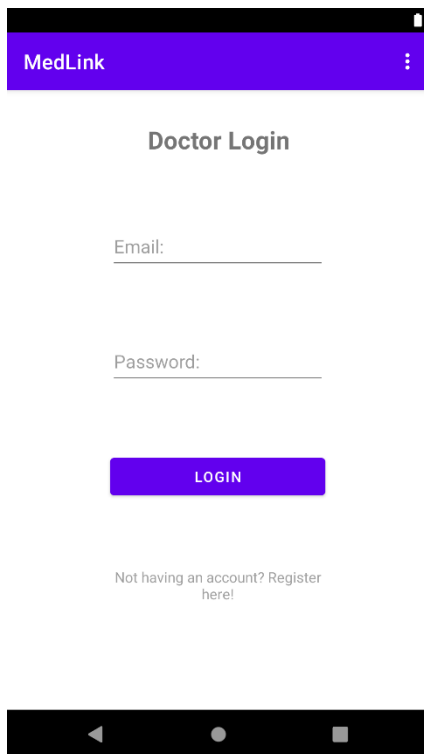 MedLink
Doctor Login
Email:
Password:
LOGIN
Not having an account? Register
here!